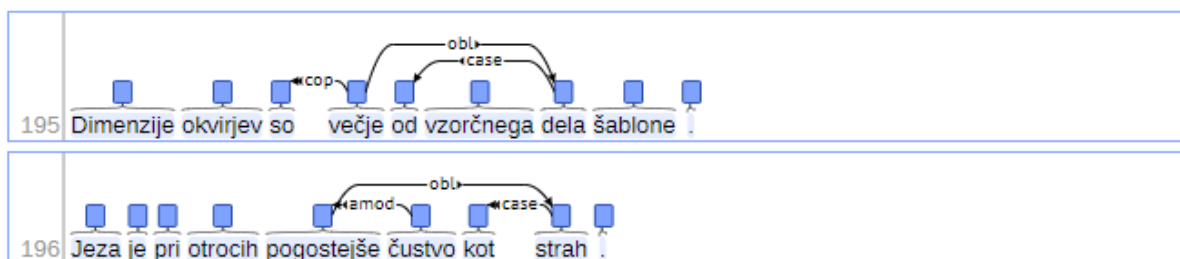 obl
case
cop
195 Dimenzije okvirjev so večje od vzorčnega dela šablone .
obl
amod case
196 Jeza je pri otrocih pogostejše čustvo kot strah .